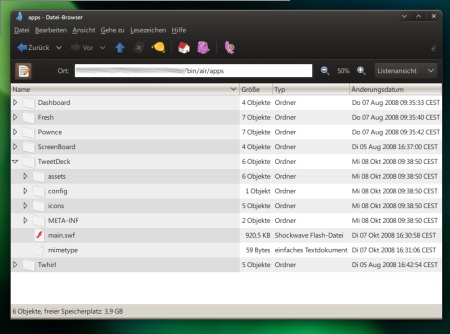 apps - Datei-Browser
Datei Bearbeiten Ansicht Gehe zu Lesezeichen Hilfe
Zurück Vor
Ort: /bin/air/apps 50% Listenansicht
Name Größe Typ Änderungsdatum
Dashboard 4 Objekte Ordner Do 07 Aug 2008 09:35:33 CEST
Fresh 7 Objekte Ordner Do 07 Aug 2008 09:35:40 CEST
Pownce 7 Objekte Ordner Do 07 Aug 2008 09:35:42 CEST
ScreenBoard 4 Objekte Ordner Di 05 Aug 2008 16:37:00 CEST
TweetDeck 6 Objekte Ordner Mi 08 Okt 2008 09:38:50 CEST
assets 6 Objekte Ordner Mi 08 Okt 2008 09:38:50 CEST
config 1 Objekt Ordner Mi 08 Okt 2008 09:38:50 CEST
icons 5 Objekte Ordner Mi 08 Okt 2008 09:38:50 CEST
META-INF 2 Objekte Ordner Mi 08 Okt 2008 09:38:50 CEST
main.swf 920,5 KB Shockwave Flash-Datei Di 07 Okt 2008 16:30:58 CEST
mimetype 59 Bytes einfaches Textdokument Di 07 Okt 2008 16:31:06 CEST
Twhirl 5 Objekte Ordner Di 05 Aug 2008 16:42:54 CEST
6 Objekte, freier Speicherplatz: 3,9 GB